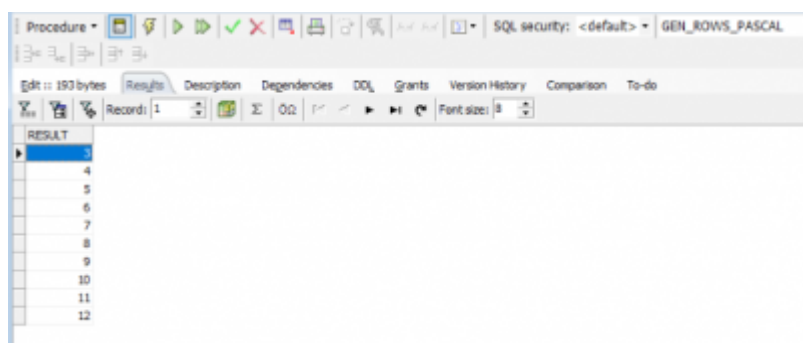 Procedure SQL security: <default> GEN_ROWS_PASCAL
Edit :: 193 bytes Results Description Dependencies DDL Grants Version History Comparison To-do
Record: 1 Σ 0Ω Font size: 8
RESULT
3
4
5
6
7
8
9
10
11
12